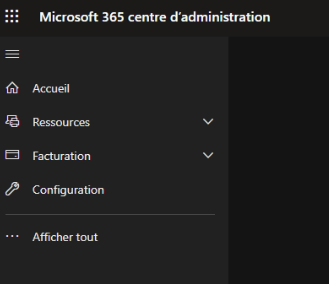 Microsoft 365 centre d'administration
Accueil
Ressources
Facturation
Configuration
Afficher tout